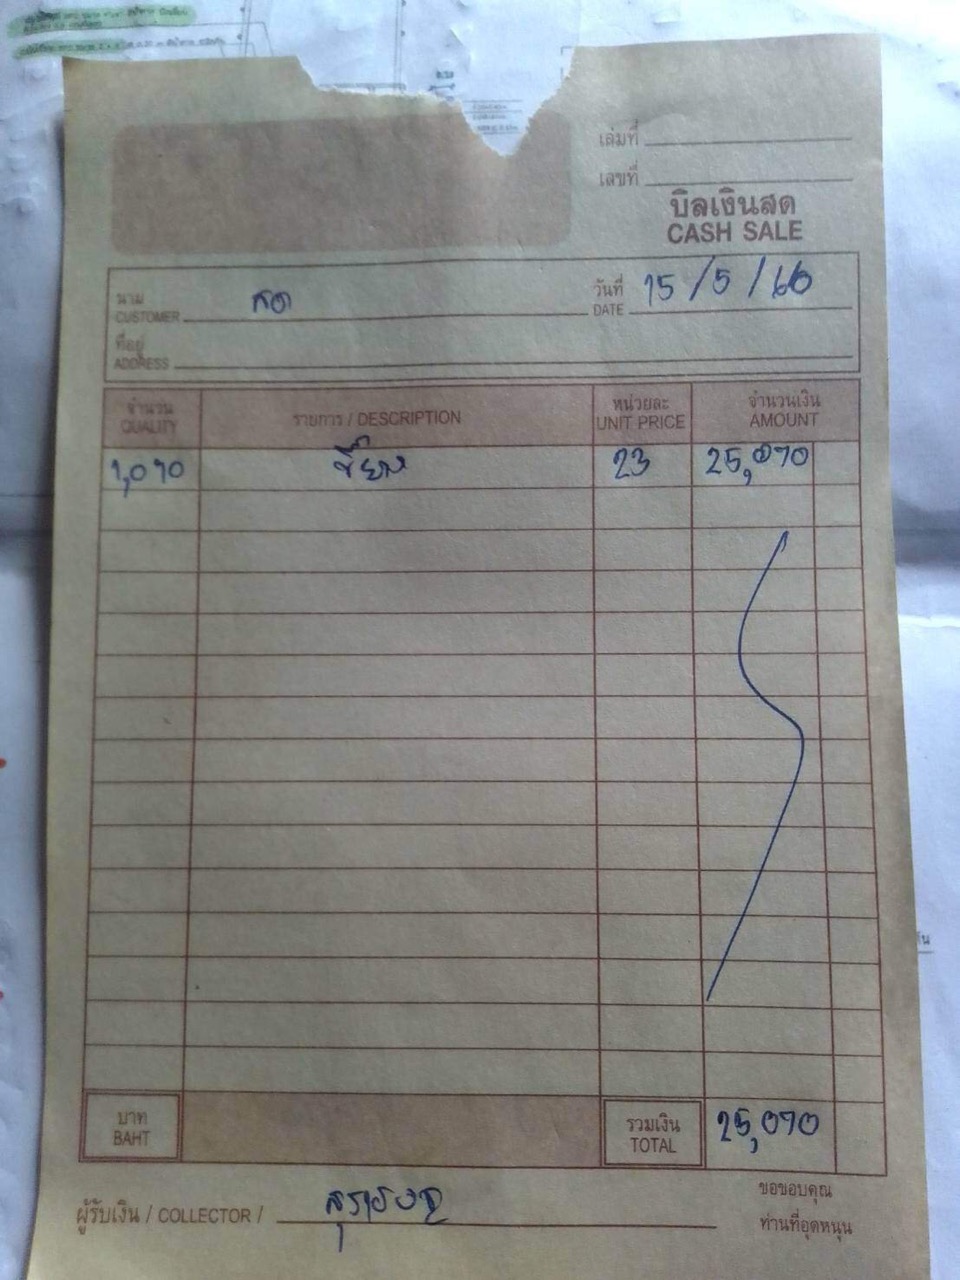 เล่มที่
เลขที่
บิลเงินสด
CASH SALE
นาม
CUSTOMER
สด
วันที่
DATE
15/5/66
ที่อยู่
ADDRESS
จำนวน
QUALITY
รายการ / DESCRIPTION
หน่วยละ
UNIT PRICE
จำนวนเงิน
AMOUNT
1,090 ขี้ยาง 23 25,070
บาท
BAHT
รวมเงิน
TOTAL
25,070
ผู้รับเงิน / COLLECTOR /
ขอขอบคุณ
ท่านที่อุดหนุน